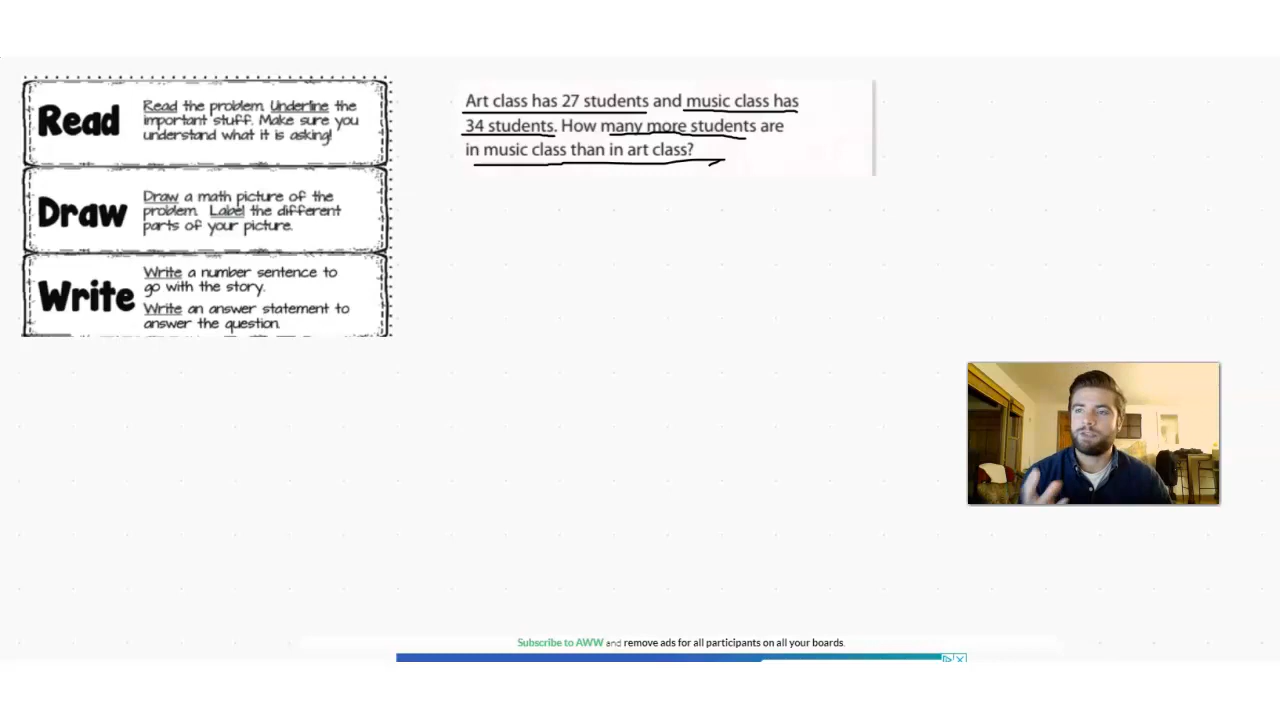 Read
Read the problem. Underline the
important stuff. Make sure you
understand what it is asking!
Draw
Draw a math picture of the
problem. Label the different
parts of your picture.
Write
Write a number sentence to
go with the story.
Write an answer statement to
answer the question.
Art class has 27 students and music class has
34 students. How many more students are
in music class than in art class?
Subscribe to AWW and remove ads for all participants on all your boards.